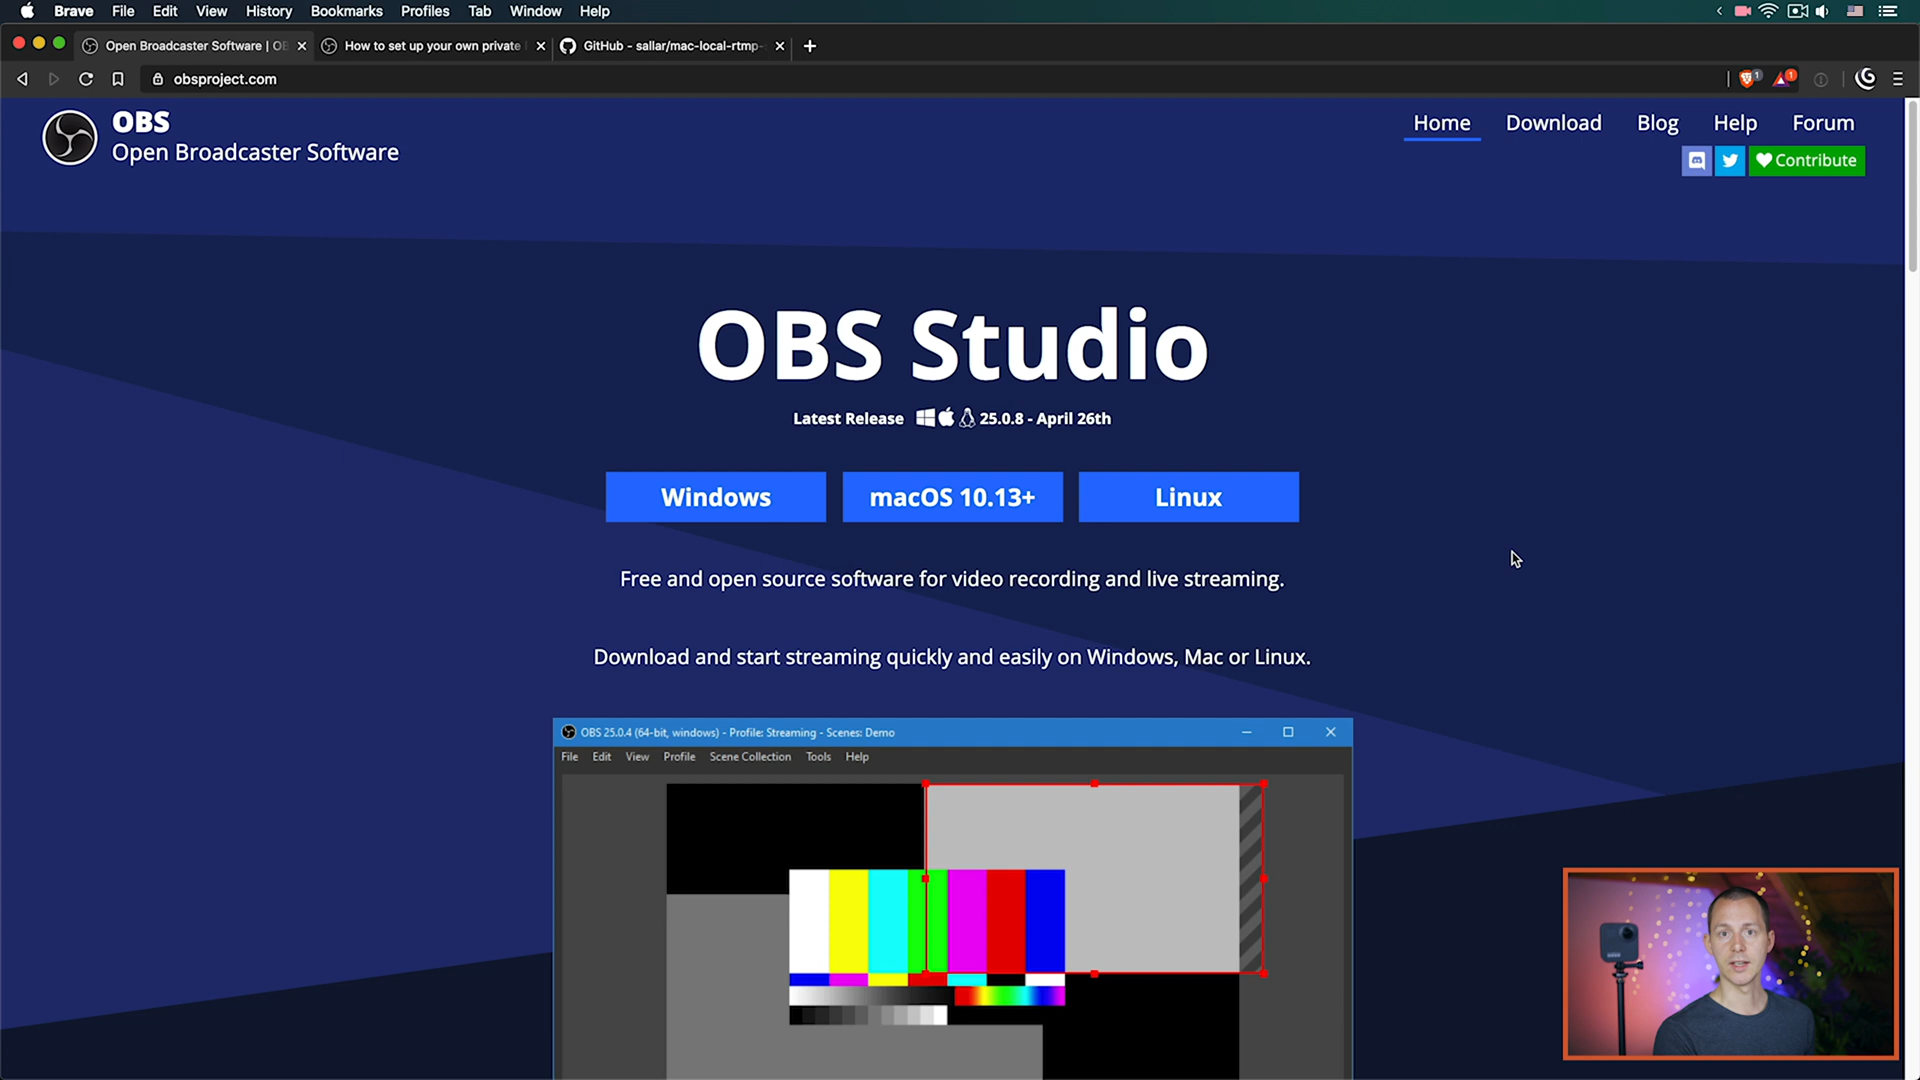 Brave File Edit View History Bookmarks Profiles Tab Window Help
Open Broadcaster Software | OB
How to set up your own private
GitHub - sallar/mac-local-rtmp-
obsproject.com
1
1
OBS
Open Broadcaster Software
Home Download Blog Help Forum
Contribute
OBS Studio
Latest Release 25.0.8 - April 26th
Windows
macOS 10.13+
Linux
Free and open source software for video recording and live streaming.
Download and start streaming quickly and easily on Windows, Mac or Linux.
OBS 25.0.4 (64-bit, windows) - Profile: Streaming - Scenes: Demo
File Edit View Profile Scene Collection Tools Help